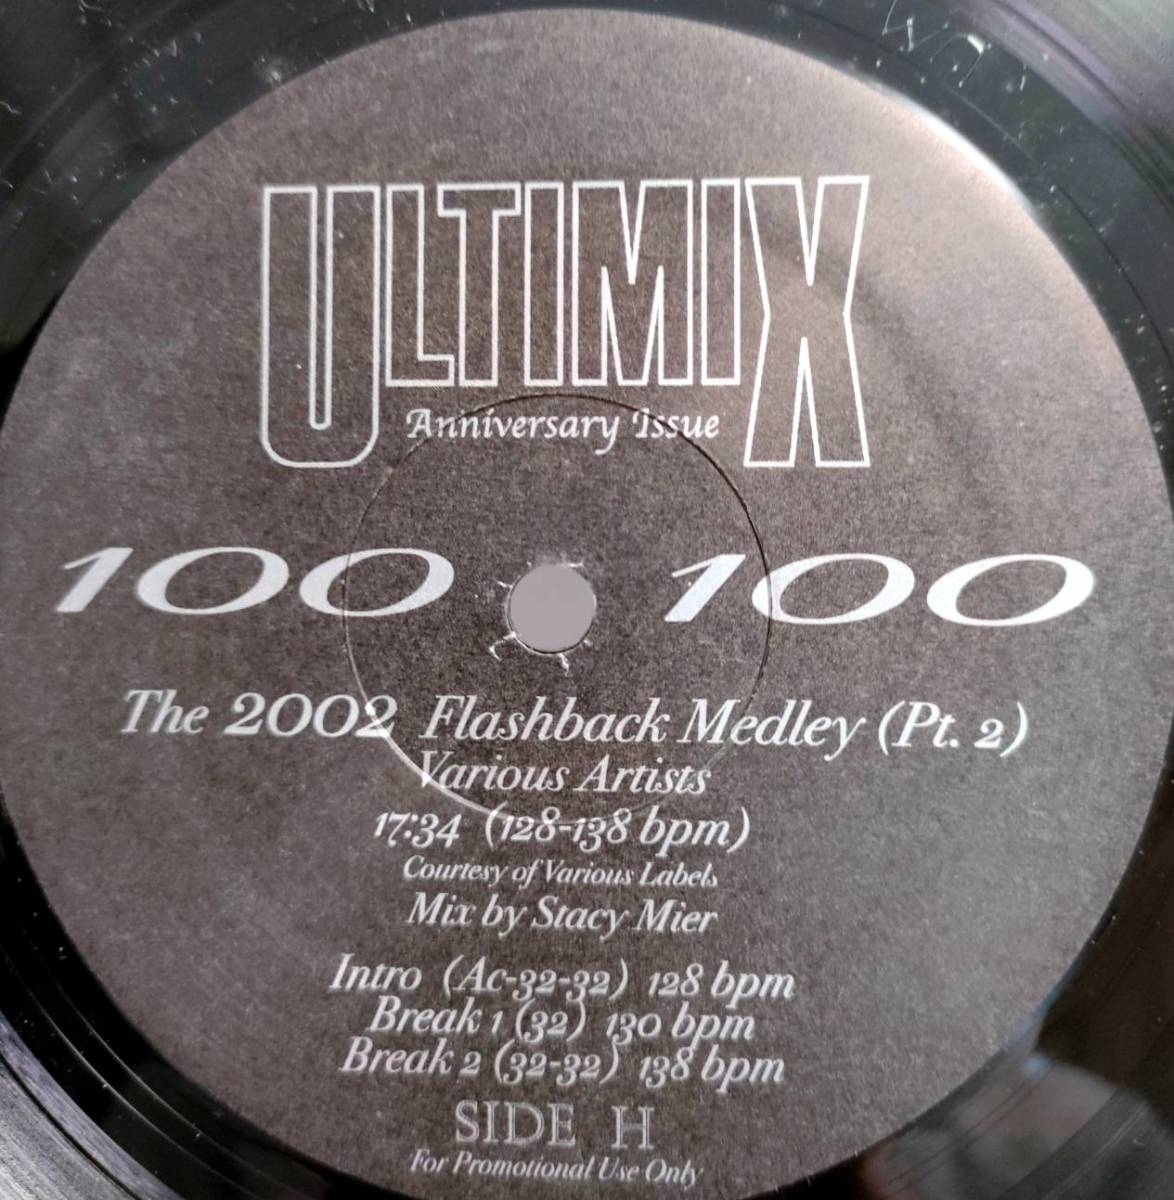 ULTIMIX
Anniversary Issue
100 100
The 2002 Flashback Medley (Pt. 2)
Various Artists
17:34 (128-138 bpm)
Courtesy of Various Labels
Mix by Stacy Mier
Intro (Ac-32-32) 128 bpm
Break 1 (32) 130 bpm
Break 2 (32-32) 138 bpm
SIDE H
For Promotional Use Only